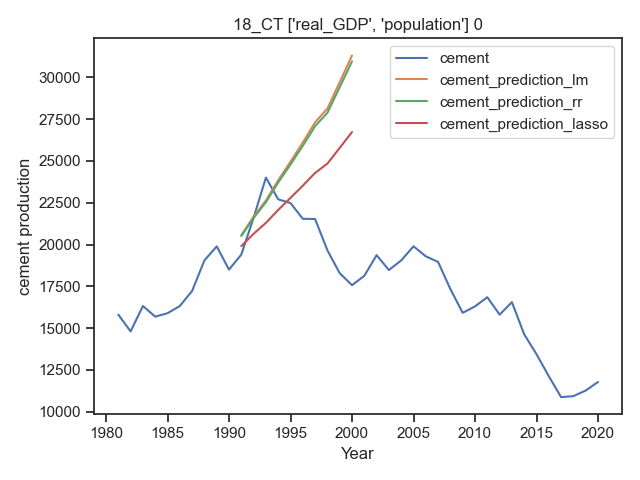 18_CT ['real_GDP', 'population'] 0
cement
cement_prediction_lm
cement_prediction_rr
cement_prediction_lasso
30000
27500
25000
22500
20000
17500
15000
12500
10000
cement production
1980 1985 1990 1995 2000 2005 2010 2015 2020
Year